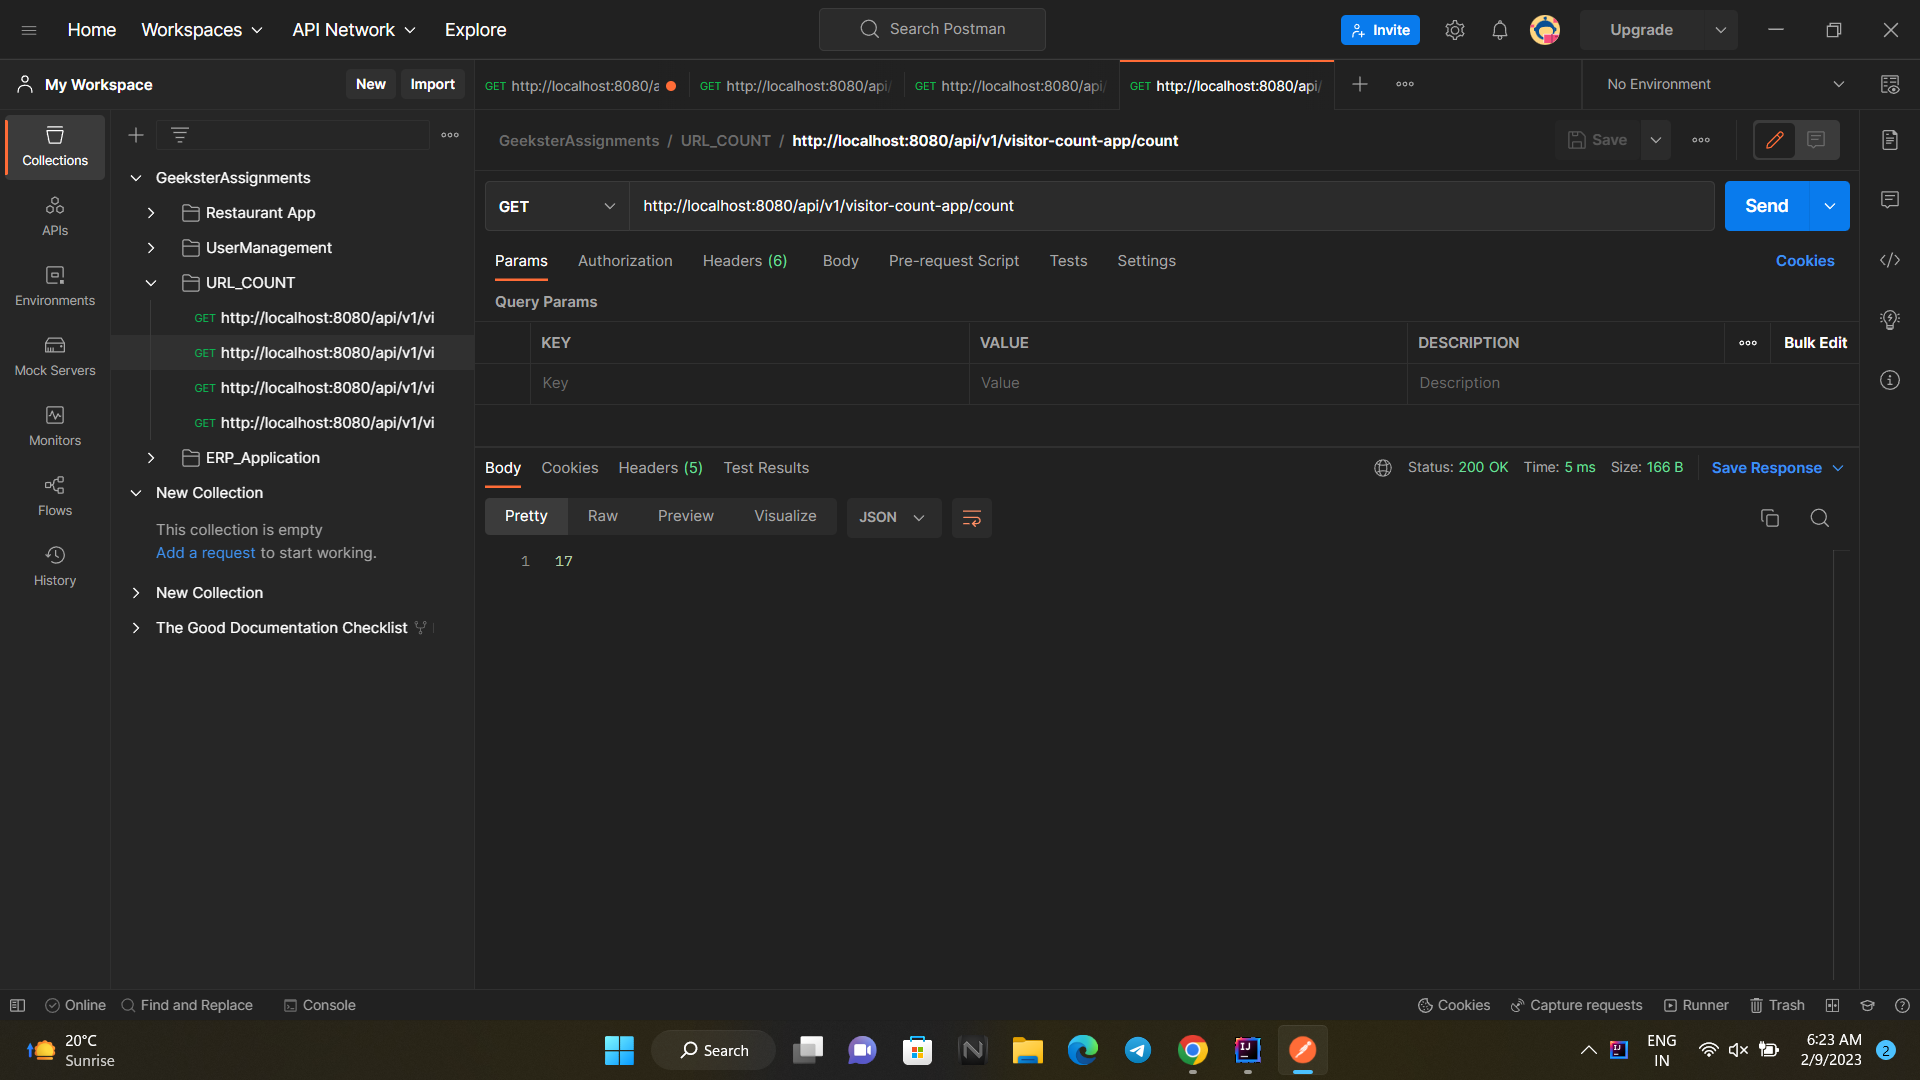 Home Workspaces API Network Explore Search Postman Invite Upgrade
My Workspace New Import GET http://localhost:8080/a GET http://localhost:8080/api/ GET http://localhost:8080/api/ GET http://localhost:8080/api/ No Environment
GeeksterAssignments / URL_COUNT / http://localhost:8080/api/v1/visitor-count-app/count Save
GET http://localhost:8080/api/v1/visitor-count-app/count Send
Params Authorization Headers (6) Body Pre-request Script Tests Settings Cookies
Query Params
KEY VALUE DESCRIPTION Bulk Edit
Key Value Description
Body Cookies Headers (5) Test Results Status: 200 OK Time: 5 ms Size: 166 B Save Response
Pretty Raw Preview Visualize JSON
1 17
Collections
APIs
Environments
Mock Servers
Monitors
Flows
History
GeeksterAssignments
Restaurant App
UserManagement
URL_COUNT
GET http://localhost:8080/api/v1/vi
GET http://localhost:8080/api/v1/vi
GET http://localhost:8080/api/v1/vi
GET http://localhost:8080/api/v1/vi
ERP_Application
New Collection
This collection is empty
Add a request to start working.
New Collection
The Good Documentation Checklist
Online Find and Replace Console Cookies Capture requests Runner Trash
20°C
Sunrise
Search
ENG
IN
6:23 AM
2/9/2023
2